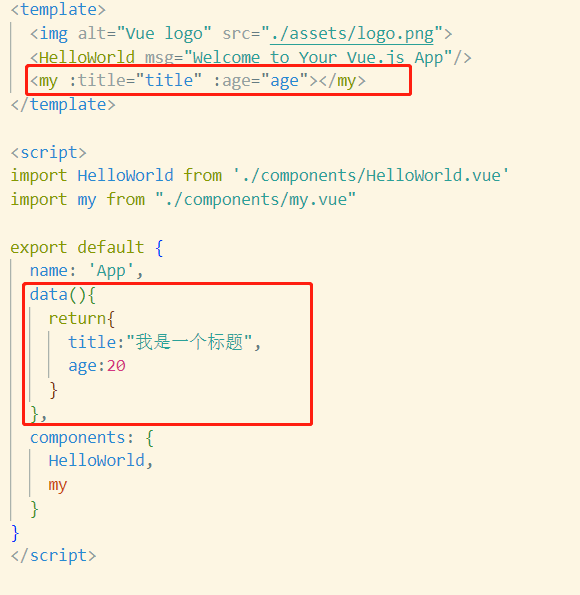 <template>
<img alt="Vue logo" src="./assets/logo.png">
<HelloWorld msg="Welcome to Your Vue.js App"/>
<my :title="title" :age="age"></my>
</template>
<script>
import HelloWorld from './components/HelloWorld.vue'
import my from "./components/my.vue"
export default {
name: 'App',
data(){
return{
title:"我是一个标题",
age:20
}
},
components: {
HelloWorld,
my
}
}
</script>